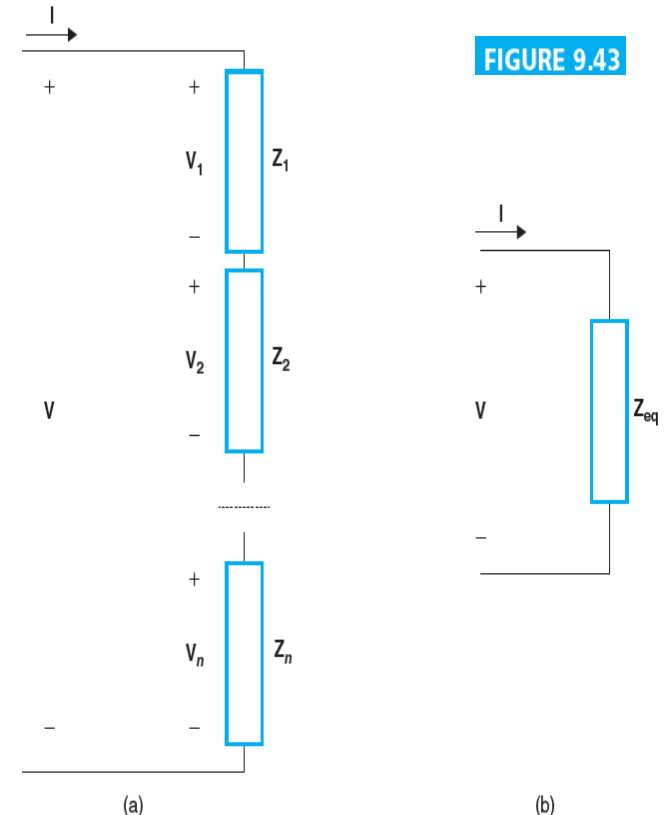 I
FIGURE 9.43
+ +
V1 Z1
−
+
V2 Z2
V
−
+
Vn Zn
− −
(a)
I
+
V Zeq
−
(b)